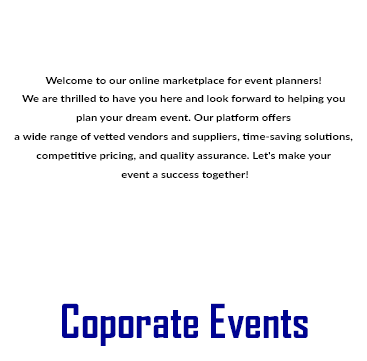 Welcome to our online marketplace for event planners!
We are thrilled to have you here and look forward to helping you
plan your dream event. Our platform offers
a wide range of vetted vendors and suppliers, time-saving solutions,
competitive pricing, and quality assurance. Let's make your
event a success together!
Coporate Events